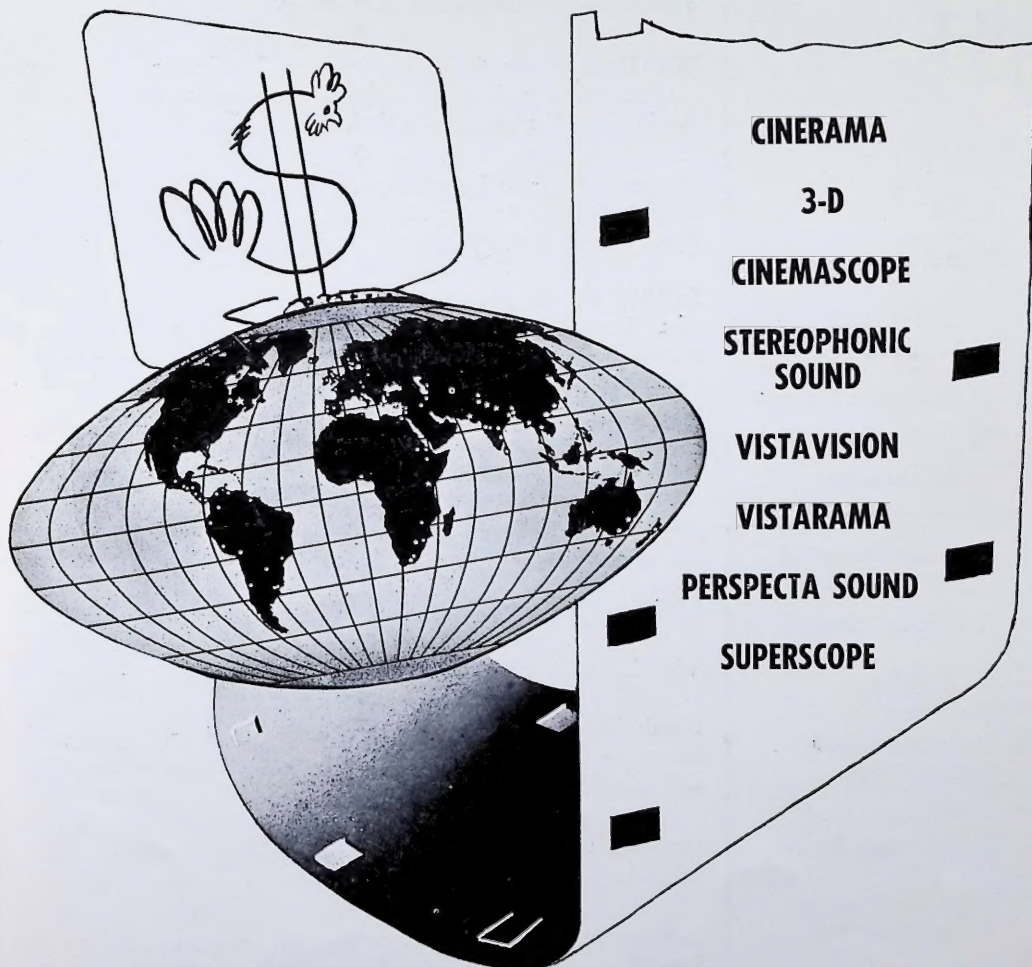 CINERAMA
3-D
CINEMASCOPE
STEREOPHONIC
SOUND
VISTAVISION
VISTARAMA
PERSPECTA SOUND
SUPERSCOPE